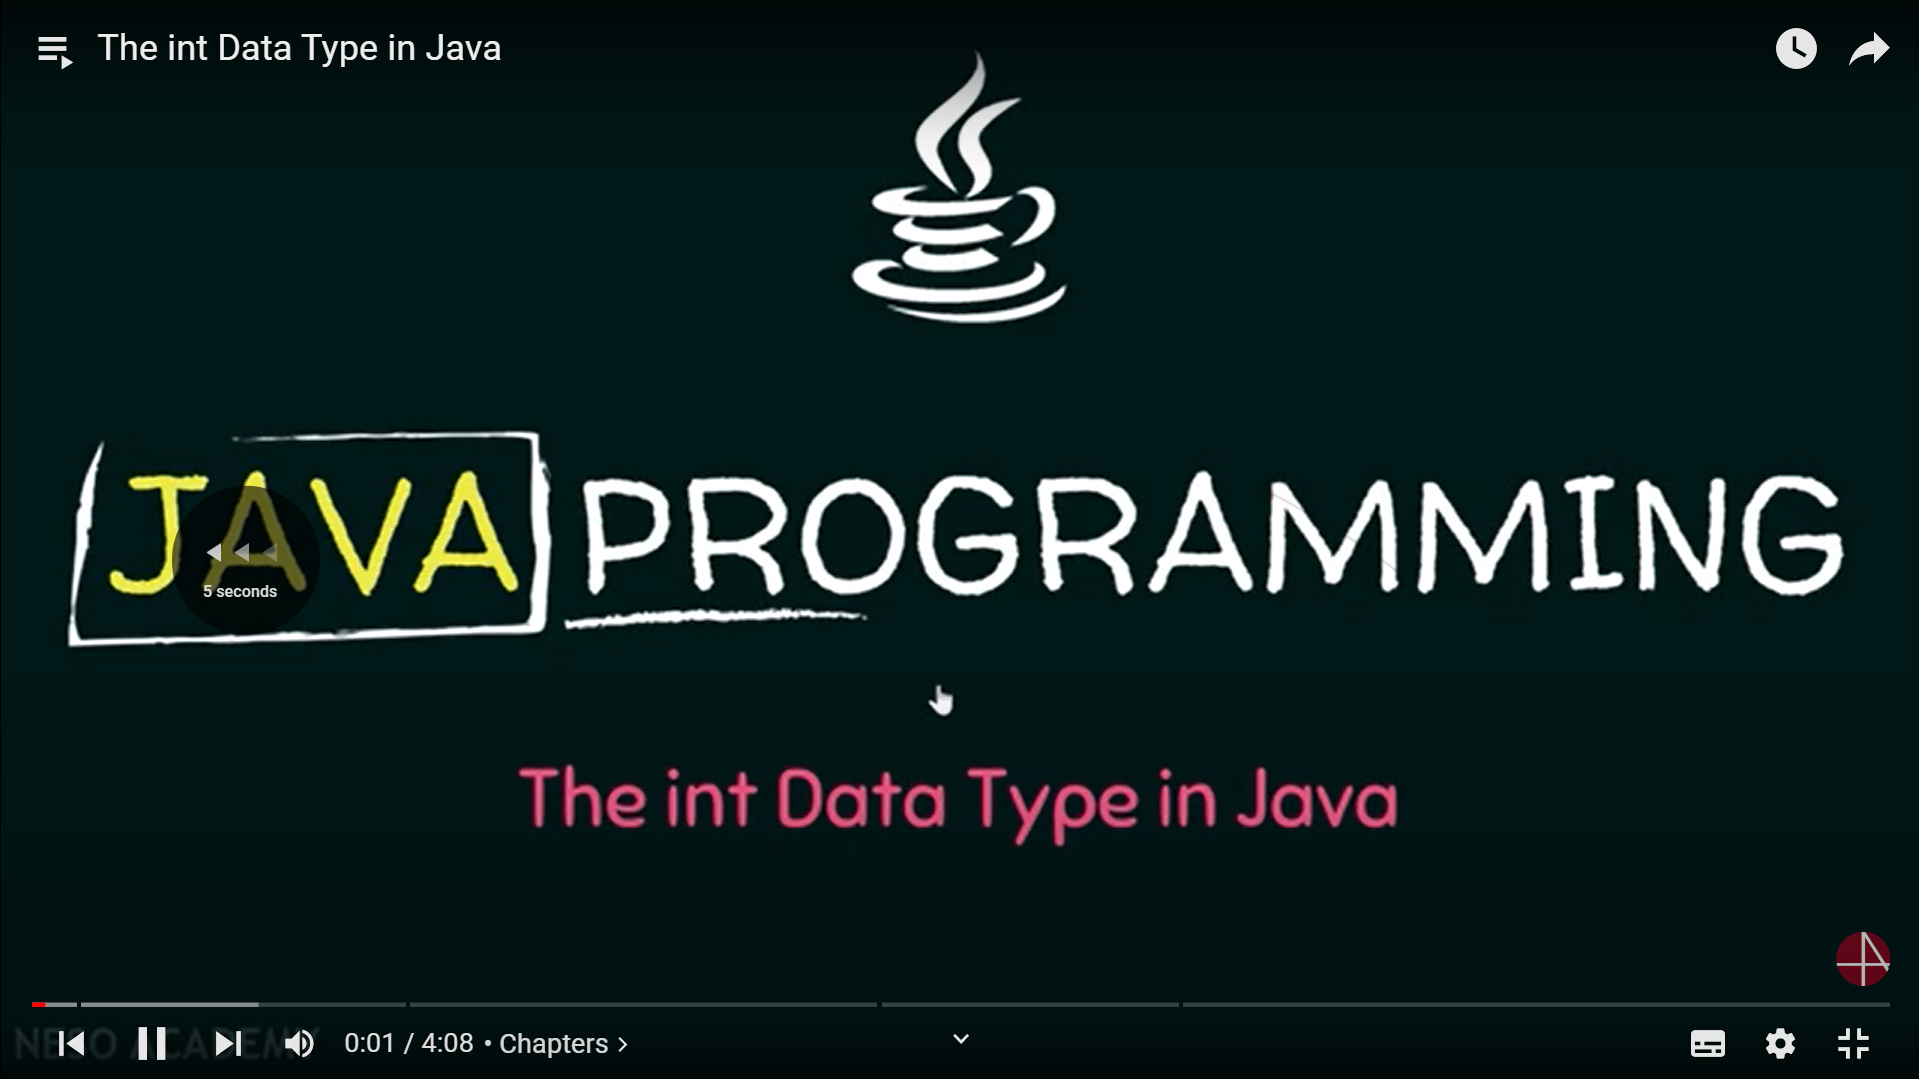 The int Data Type in Java
JAVA PROGRAMMING
5 seconds
The int Data Type in Java
NESO ACADEMY
0:01 / 4:08 • Chapters >